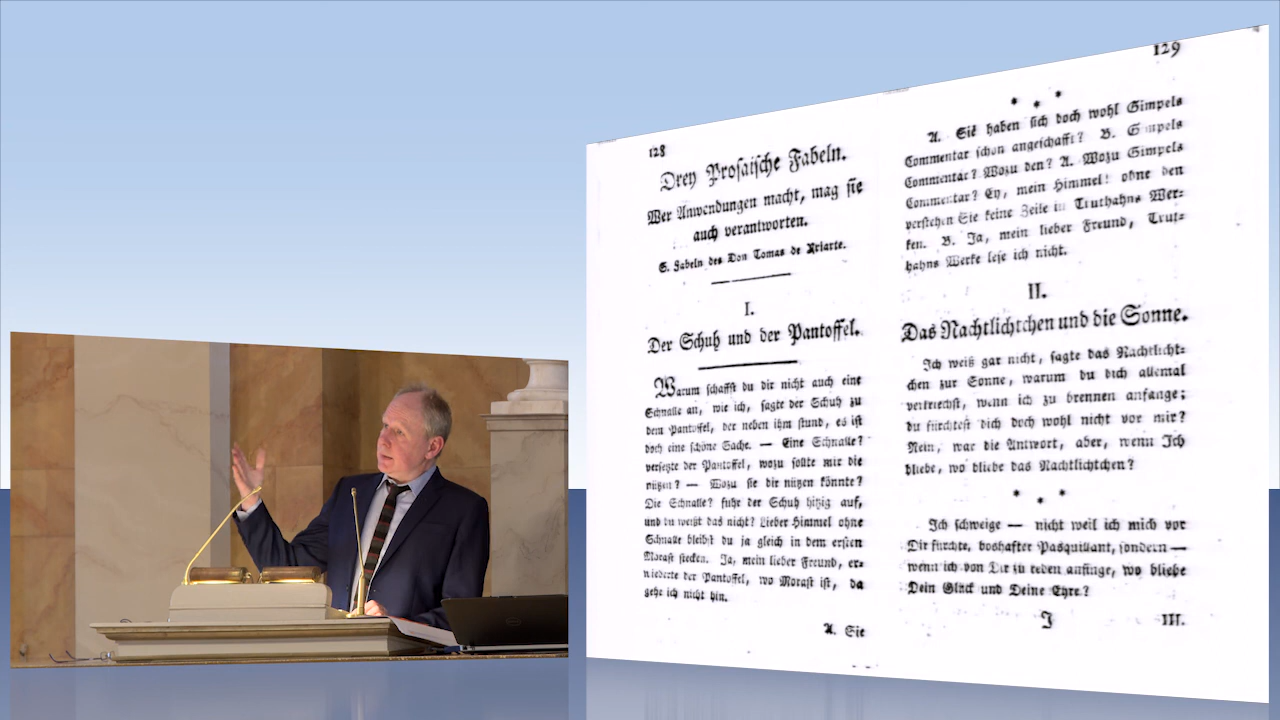 128
Drey Prosaische Fabeln.
Wer Anwendungen macht, mag sie
auch verantworten.
S. Fabeln des Don Tomas de Yriarte.
I.
Der Schuh und der Pantoffel.
Warum schaffst du dir nicht auch eine
Schnalle an, wie ich, sagte der Schuh zu
dem Pantoffel, der neben ihm stund, es ist
doch eine schöne Sache. — Eine Schnalle?
versetzte der Pantoffel, wozu sollte mir die
nützen? — Wozu sie dir nützen könnte?
Die Schnalle? fuhr der Schuh hitzig auf,
und du weißt das nicht? Lieber Himmel ohne
Schnalle bleibst du ja gleich in dem ersten
Morast stecken. Ja, mein lieber Freund, er-
wiederte der Pantoffel, wo Morast ist, da
gehe ich nicht hin.
A. Sie
129
* * *
A. Sie haben sich doch wohl Gimpels
Commentar schon angeschafft? B. Gimpels
Commentar? Wozu den? A. Wozu Gimpels
Commentar? Ey, mein Himmel! ohne den
verstehen Sie keine Zeile in Truthahns Wer-
ken. B. Ja, mein lieber Freund, Trut-
hahns Werke lese ich nicht.
II.
Das Nachtlichtchen und die Sonne.
Ich weiß gar nicht, sagte das Nachtlicht-
chen zur Sonne, warum du dich allemal
verkriechst, wenn ich zu brennen anfange;
du fürchtest dich doch wohl nicht vor mir?
Nein, war die Antwort, aber, wenn Ich
bliebe, wo bliebe das Nachtlichtchen?
* * *
Ich schweige — nicht weil ich mich vor
Dir fürchte, boshafter Pasquillant, sondern —
wenn ich von Dir zu reden anfinge, wo bliebe
Dein Glück und Deine Ehre?
J III.